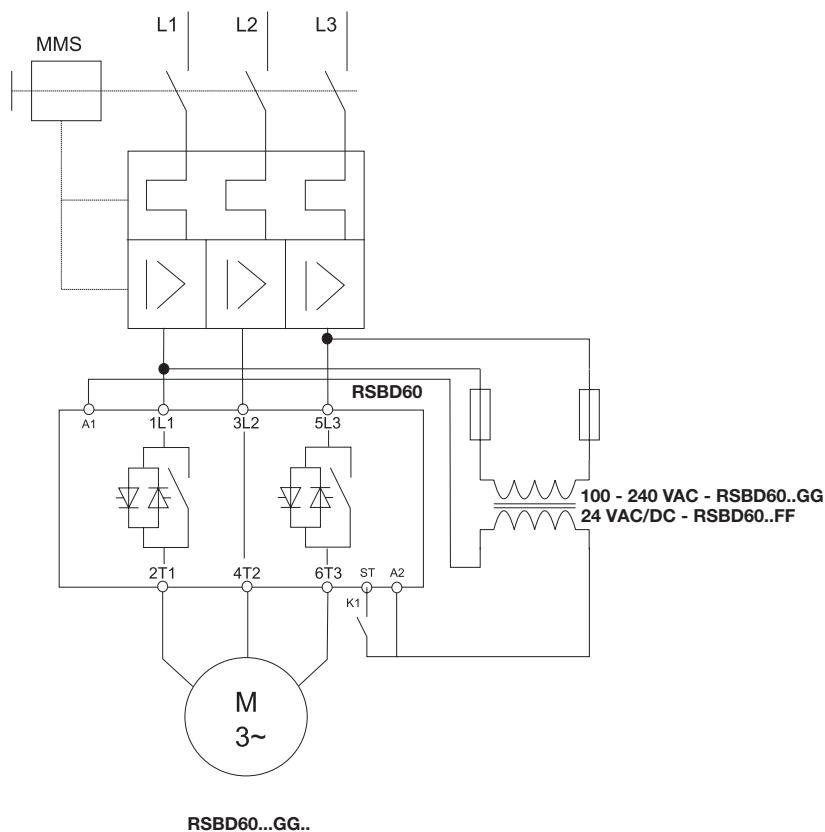 L1 L2 L3
MMS
RSBD60
A1 1L1 3L2 5L3
100 - 240 VAC - RSBD60..GG
24 VAC/DC - RSBD60..FF
2T1 4T2 6T3 ST A2
K1
M
3~
RSBD60...GG..